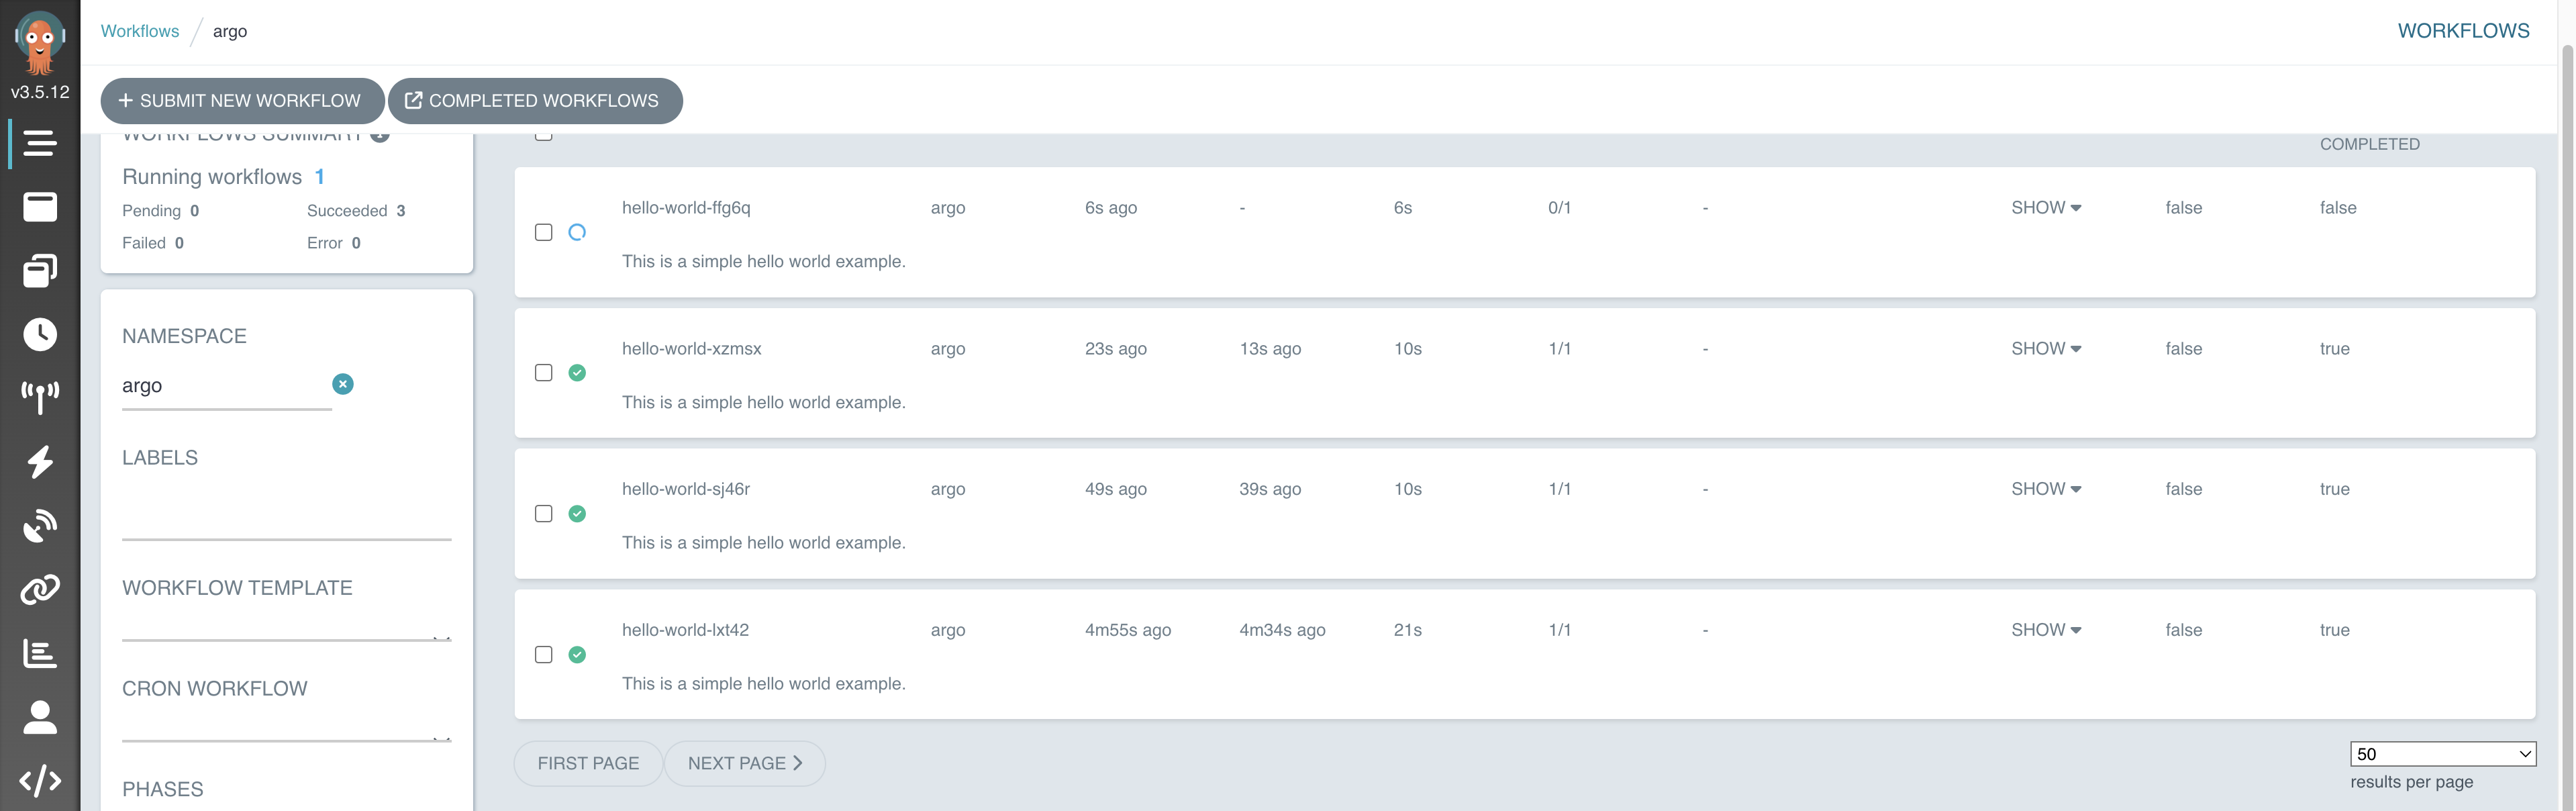 Workflows / argo
WORKFLOWS
v3.5.12
+ SUBMIT NEW WORKFLOW
COMPLETED WORKFLOWS
WORKFLOWS SUMMARY
Running workflows 1
Pending 0 Succeeded 3
Failed 0 Error 0
NAMESPACE
argo
LABELS
WORKFLOW TEMPLATE
CRON WORKFLOW
PHASES
COMPLETED
hello-world-ffg6q argo 6s ago - 6s 0/1 - SHOW false false
This is a simple hello world example.
hello-world-xzmsx argo 23s ago 13s ago 10s 1/1 - SHOW false true
This is a simple hello world example.
hello-world-sj46r argo 49s ago 39s ago 10s 1/1 - SHOW false true
This is a simple hello world example.
hello-world-lxt42 argo 4m55s ago 4m34s ago 21s 1/1 - SHOW false true
This is a simple hello world example.
FIRST PAGE NEXT PAGE
50
results per page